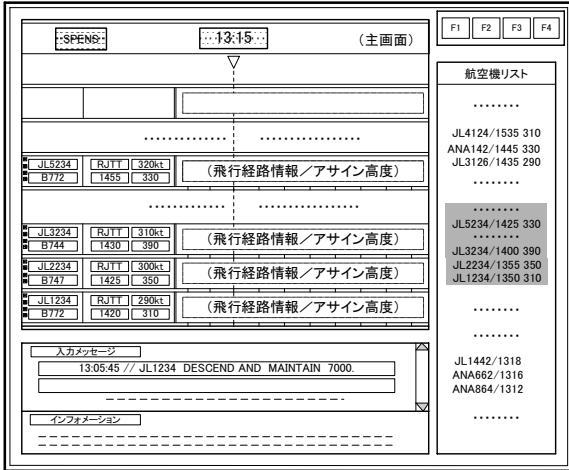 SPEND
13:15
(主画面)
F1 F2 F3 F4
航空機リスト
........
JL4124/1535 310
ANA142/1445 330
JL3126/1435 290
........
........
JL5234/1425 330
........
JL3234/1400 390
JL2234/1355 350
JL1234/1350 310
........
........
JL1442/1318
ANA662/1316
ANA864/1312
........
............ ..............
JL5234 RJTT 320kt
B772 1455 330
(飛行経路情報/アサイン高度)
............ ..............
JL3234 RJTT 310kt
B744 1430 390
(飛行経路情報/アサイン高度)
JL2234 RJTT 300kt
B747 1425 350
(飛行経路情報/アサイン高度)
JL1234 RJTT 290kt
B772 1420 310
(飛行経路情報/アサイン高度)
入力メッセージ
13:05:45 // JL1234 DESCEND AND MAINTAIN 7000.
インフォメーション